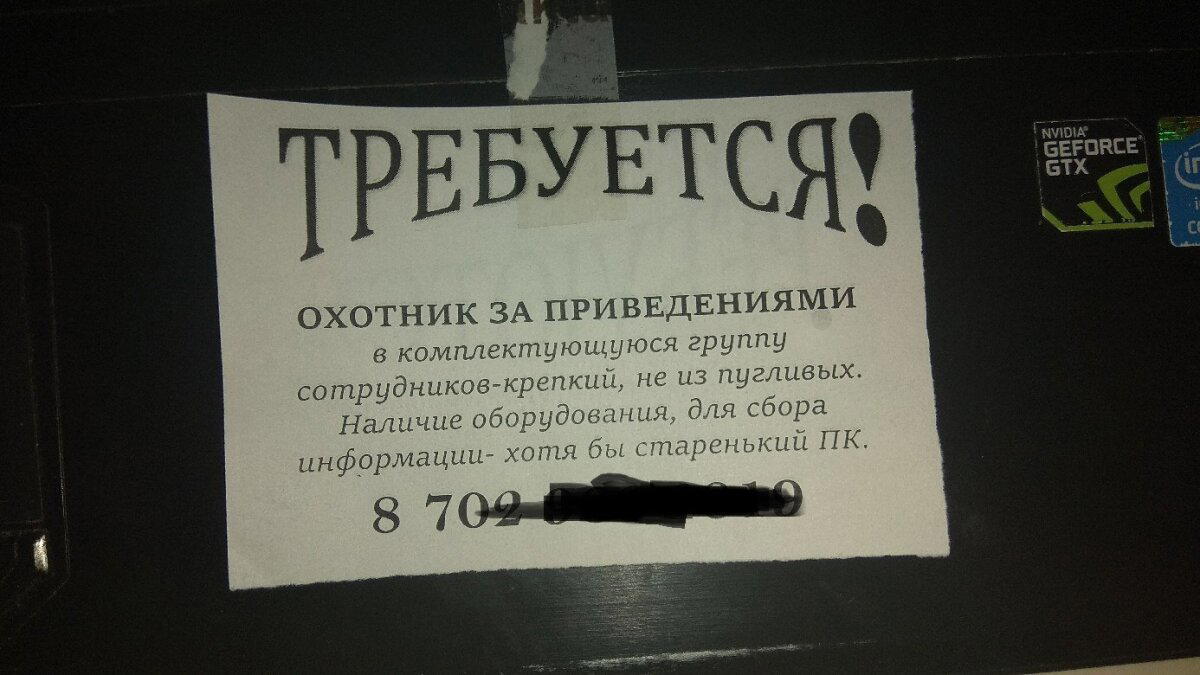 ТРЕБУЕТСЯ!
ОХОТНИК ЗА ПРИВЕДЕНИЯМИ
в комплектующуюся группу
сотрудников-крепкий, не из пугливых.
Наличие оборудования, для сбора
информации- хотя бы старенький ПК.
8 702
NVIDIA
GEFORCE
GTX